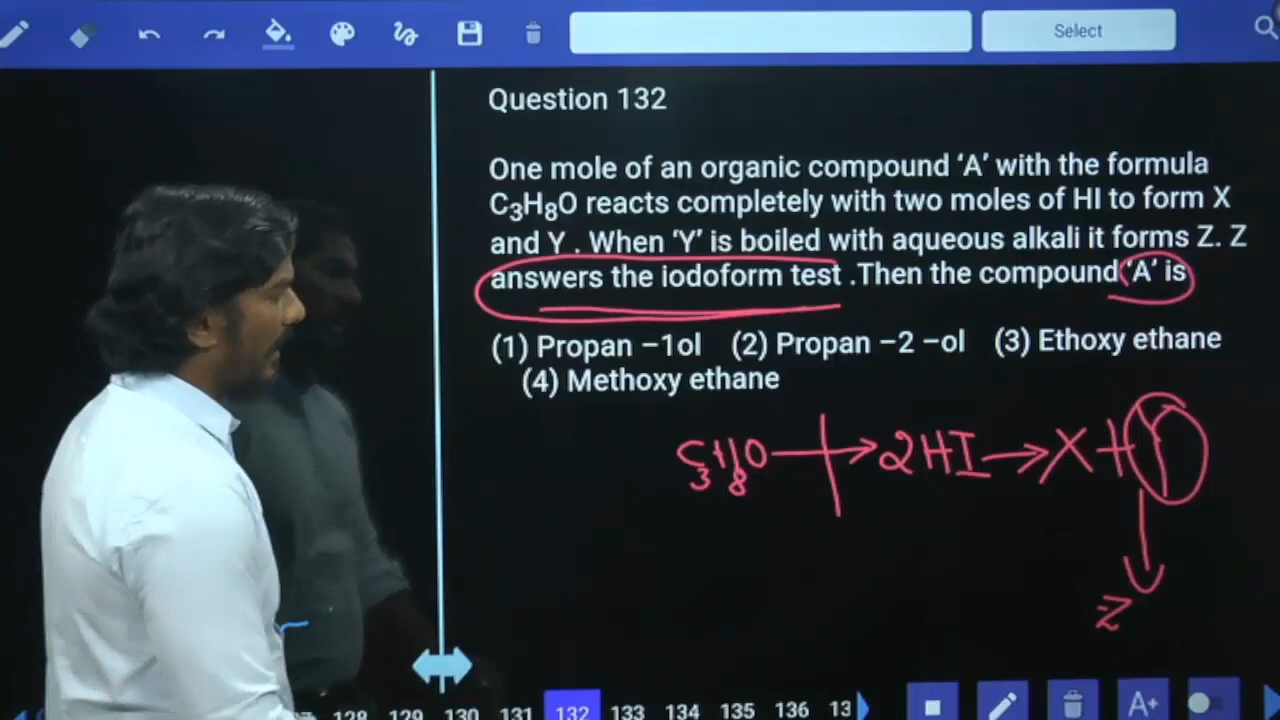 Select
Question 132
One mole of an organic compound ‘A’ with the formula
C₃H₈O reacts completely with two moles of HI to form X
and Y . When ‘Y’ is boiled with aqueous alkali it forms Z. Z
answers the iodoform test .Then the compound ‘A’ is
(1) Propan –1ol (2) Propan –2 –ol (3) Ethoxy ethane
(4) Methoxy ethane
C₃H₈O → 2HI → X + Y
Z
128 129 130 131 132 133 134 135 136 13
A+